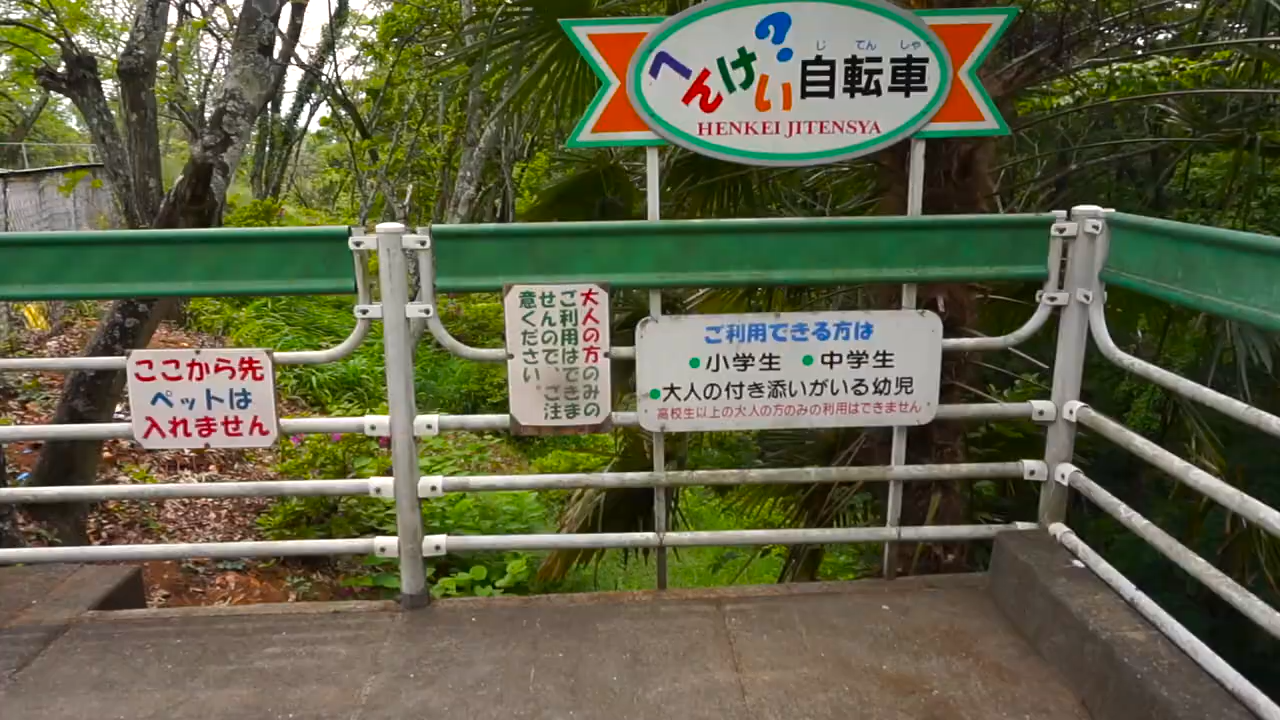 ?
じてんしゃ
へんけい自転車
HENKEI JITENSYA
ここから先
ペットは
入れません
大人の方のみの
ご利用はできま
せんので、ご注
意ください。
ご利用できる方は
●小学生 ●中学生
●大人の付き添いがいる幼児
高校生以上の大人の方のみの利用はできません